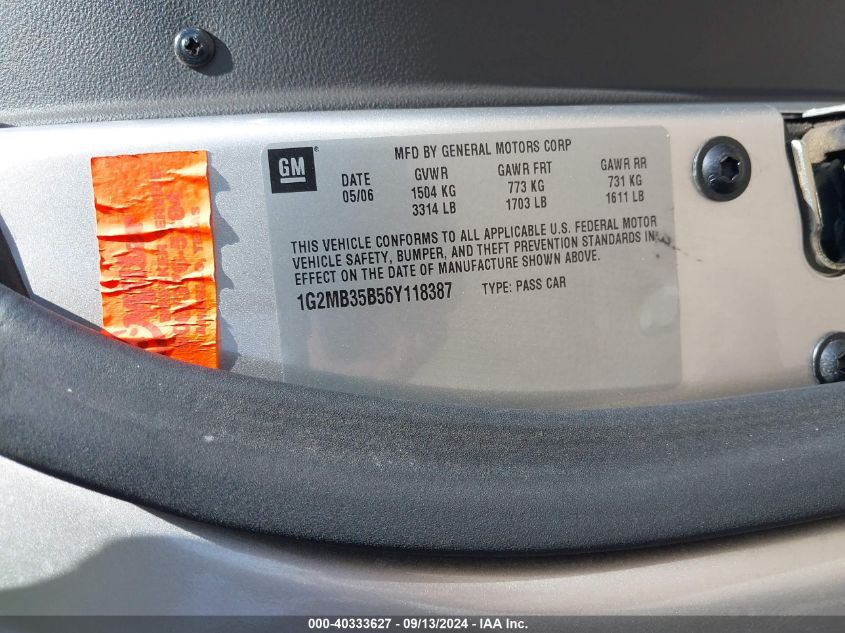 GM
MFD BY GENERAL MOTORS CORP
DATE GVWR GAWR FRT GAWR RR
05/06 1504 KG 773 KG 731 KG
3314 LB 1703 LB 1611 LB
THIS VEHICLE CONFORMS TO ALL APPLICABLE U.S. FEDERAL MOTOR
VEHICLE SAFETY, BUMPER, AND THEFT PREVENTION STANDARDS IN
EFFECT ON THE DATE OF MANUFACTURE SHOWN ABOVE.
1G2MB35B56Y118387 TYPE: PASS CAR
000-40333627 - 09/13/2024 - IAA Inc.